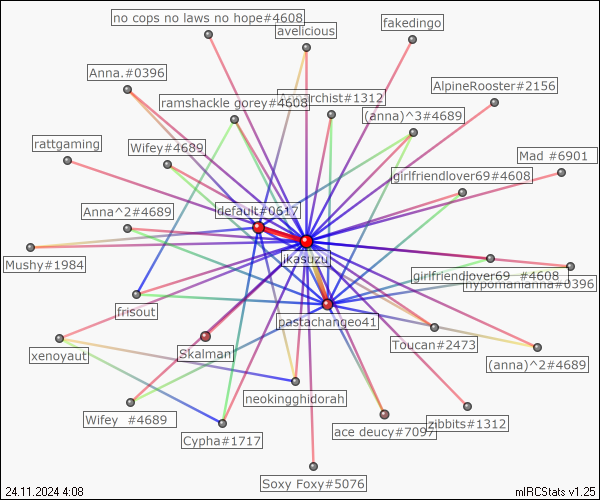 no cops no laws no hope#4608
avelicious
fakedingo
Anna.#0396
AlpineRooster#2156
ramshackle gorey#4608
rchist#1312
(anna)^3#4689
rattgaming
Wifey#4689
Mad #6901
girlfriendlover69#4608
Anna^2#4689
default#0617
Mushy#1984
ikasuzu
girlfriendlover69 #4608
hypomanianna#0396
frisout
pastachangeo41
Toucan#2473
xenoyaut
Skalman
(anna)^2#4689
neokingghidorah
Wifey #4689
Cypha#1717
ace deucy#7097
zibbits#1312
Soxy Foxy#5076
24.11.2024 4:08
mIRCStats v1.25